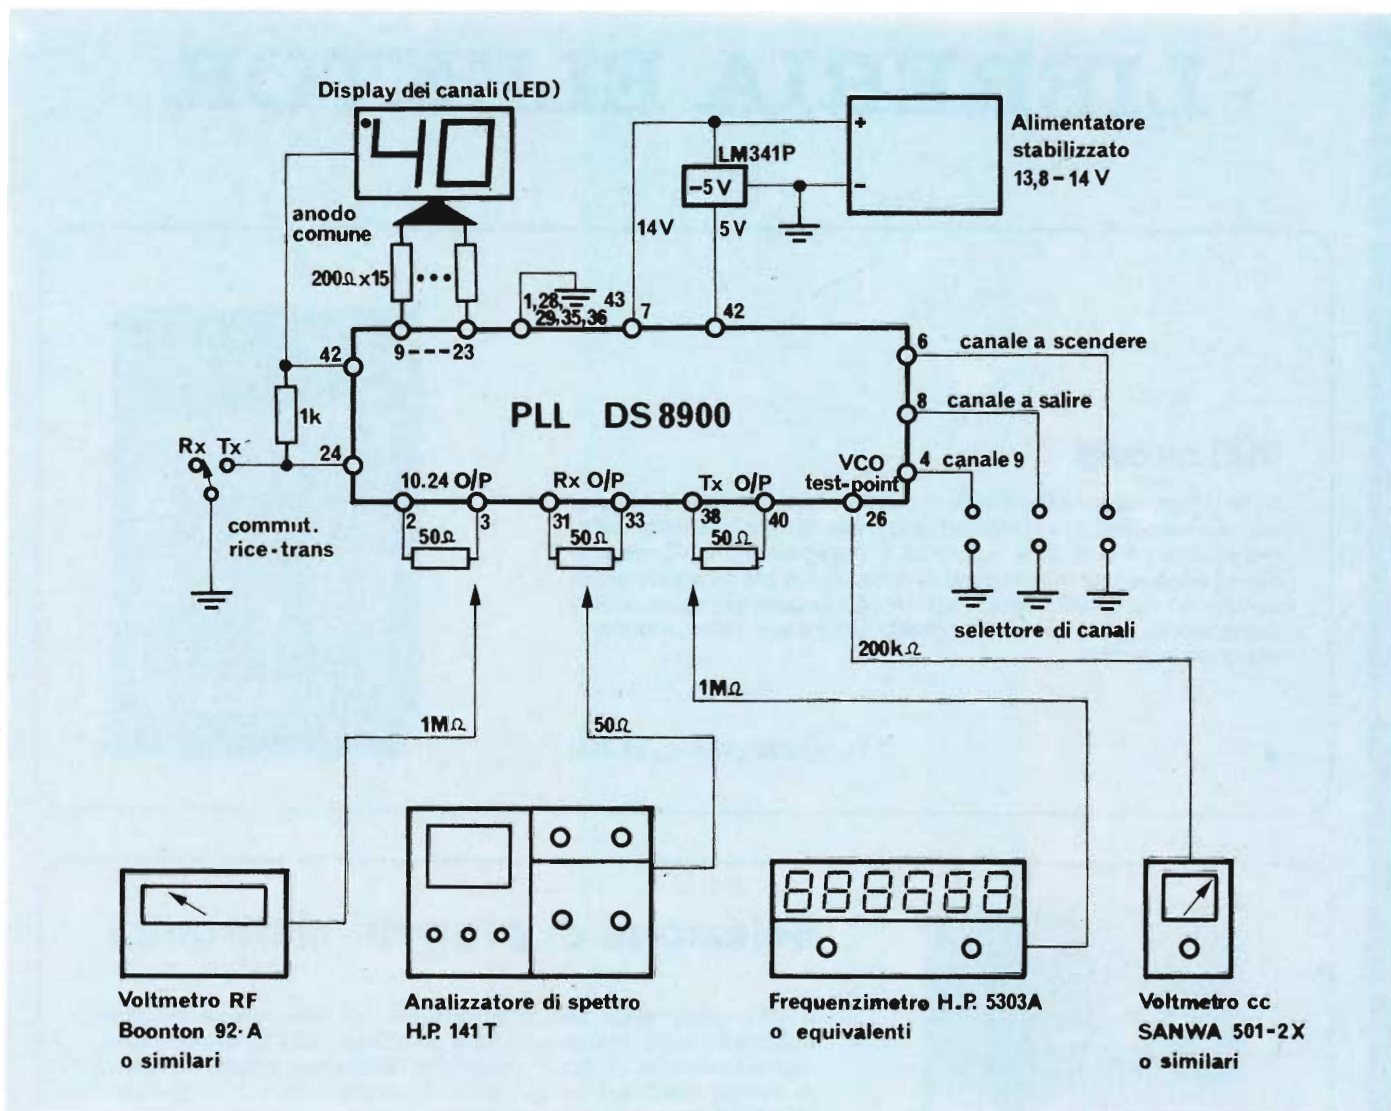 Display dei canali (LED)
40
anodo
comune
200Ω x15
LM341P
-5V
14V
5V
+
-
Alimentatore
stabilizzato
13,8-14 V
1,28,
29,35,36
43
7
42
9---23
42
1k
24
Rx
Tx
commut.
rice-trans
PLL DS 8900
6
canale a scendere
8
canale a salire
4
canale 9
VCO
test-point
26
10.24 O/P
2
3
50Ω
Rx O/P
31
33
50Ω
Tx O/P
38
40
50Ω
selettore di canali
200kΩ
1MΩ
50Ω
1MΩ
Voltmetro RF
Boonton 92·A
o similari
Analizzatore di spettro
H.P. 141T
Frequenzimetro H.P. 5303A
o equivalenti
Voltmetro cc
SANWA 501-2X
o similari